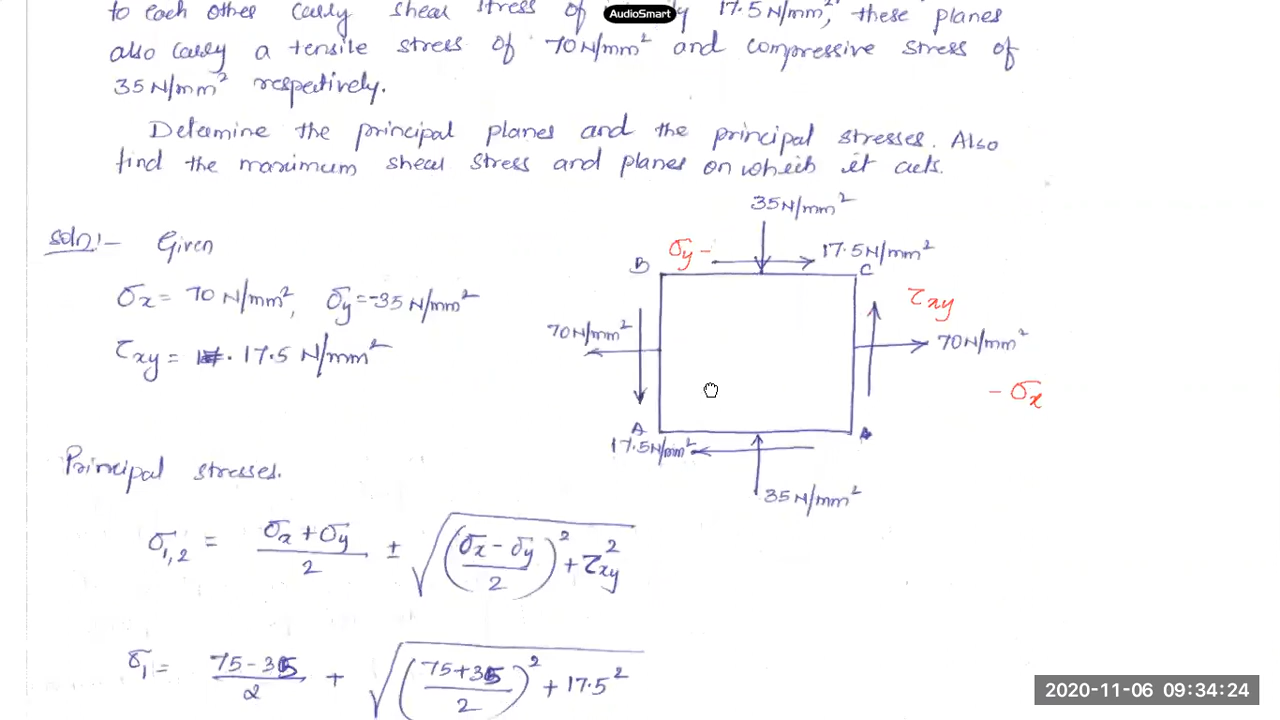 to each other carry shear stress of 17.5 N/mm², these planes
AudioSmart
also carry a tensile stress of 70 N/mm² and compressive stress of
35 N/mm² respectively.
Determine the principal planes and the principal stresses. Also
find the maximum shear stress and planes on which it acts.
35 N/mm²
Soln:- Given
σy -
17.5 N/mm²
B
C
σx = 70 N/mm², σy = -35 N/mm²
τxy
70 N/mm²
70 N/mm²
τxy = 17.5 N/mm²
- σx
A
17.5 N/mm²
Principal stresses.
35 N/mm²
σ1,2 = σx + σy / 2 ± √((σx - σy / 2)² + τxy²)
σ1 = 75 - 35 / 2 + √((75 + 35 / 2)² + 17.5²)
2020-11-06 09:34:24